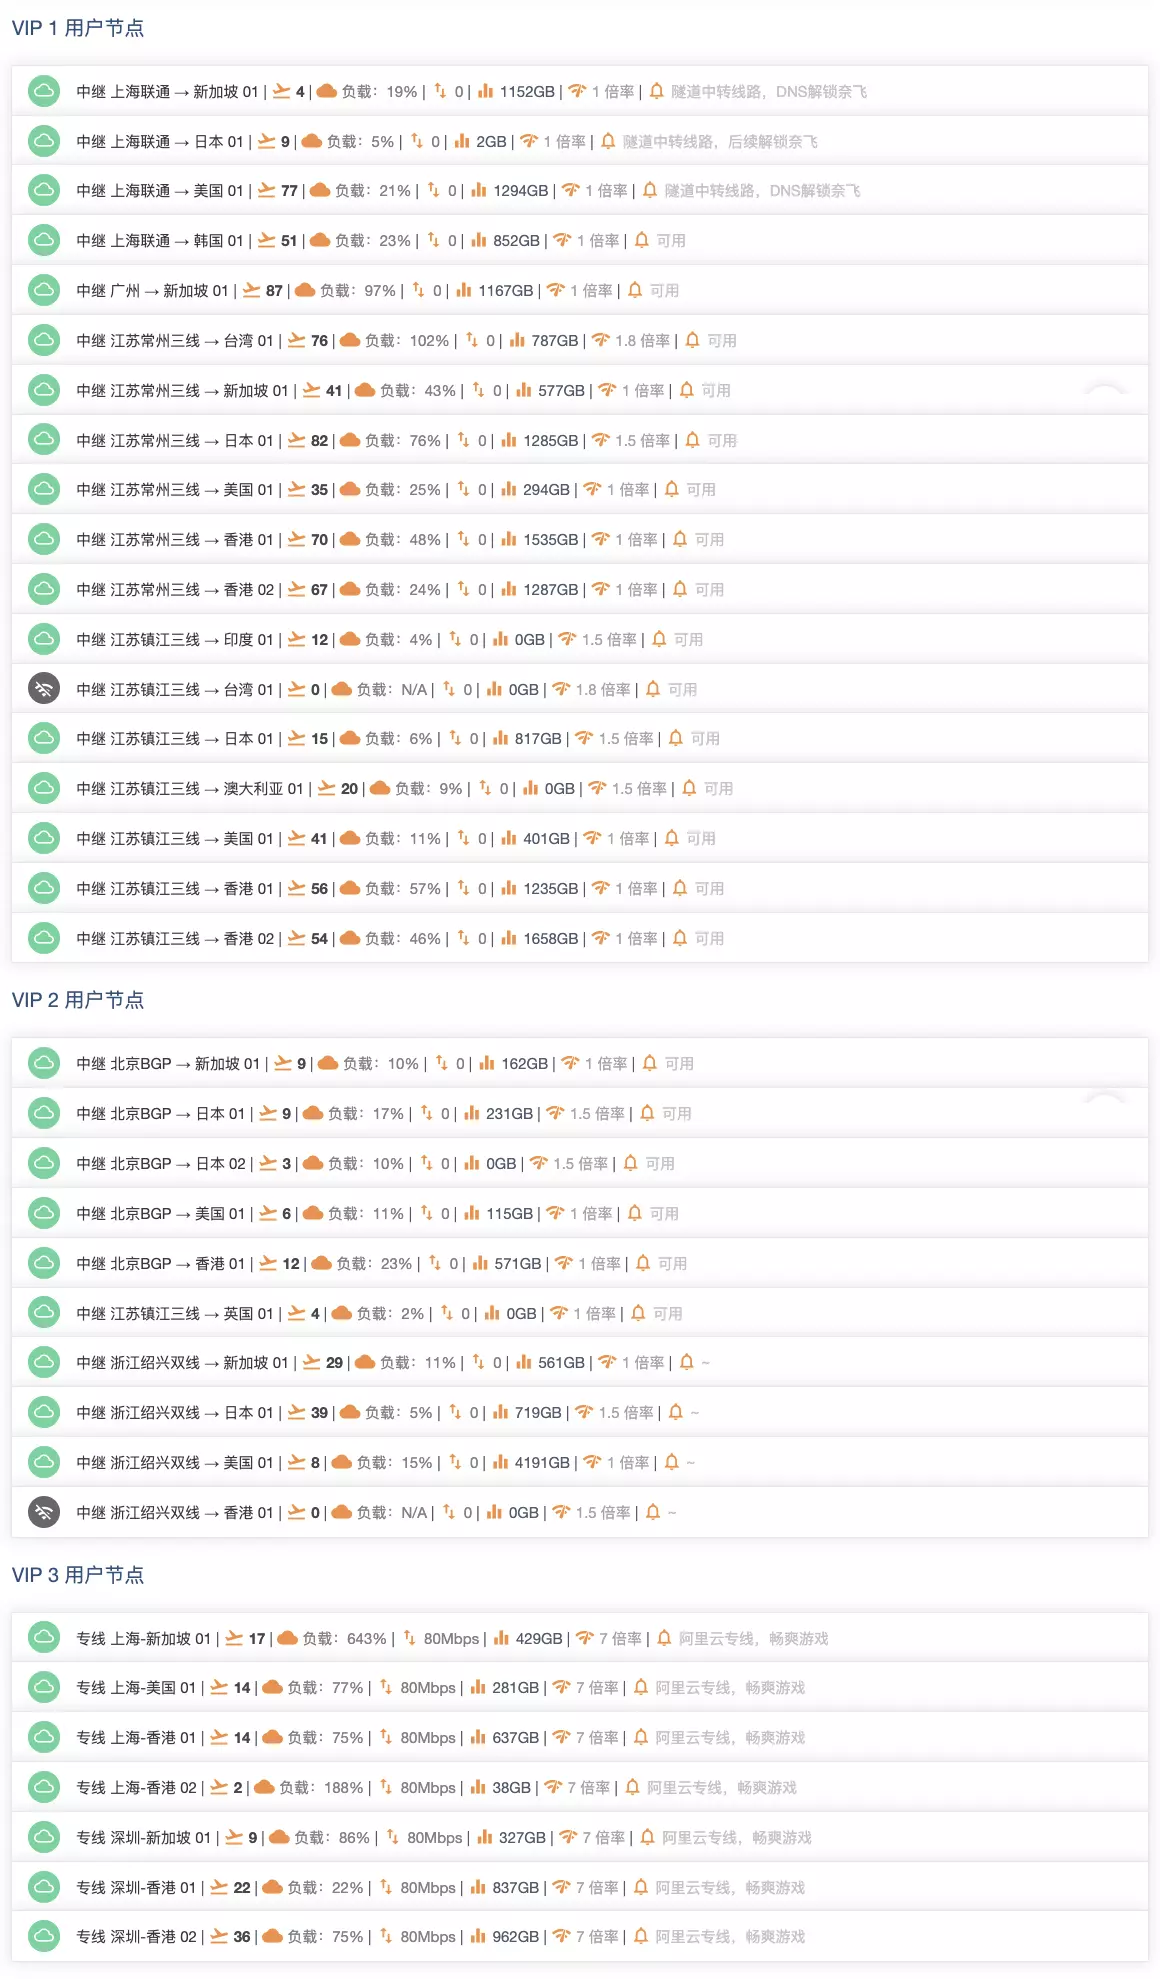 VIP 1 用户节点
中继 上海联通 → 新加坡 01 | 4 | 负载：19% | 0 | 1152GB | 1 倍率 | 隧道中转线路，DNS解锁奈飞
中继 上海联通 → 日本 01 | 9 | 负载：5% | 0 | 2GB | 1 倍率 | 隧道中转线路，后续解锁奈飞
中继 上海联通 → 美国 01 | 77 | 负载：21% | 0 | 1294GB | 1 倍率 | 隧道中转线路，DNS解锁奈飞
中继 上海联通 → 韩国 01 | 51 | 负载：23% | 0 | 852GB | 1 倍率 | 可用
中继 广州 → 新加坡 01 | 87 | 负载：97% | 0 | 1167GB | 1 倍率 | 可用
中继 江苏常州三线 → 台湾 01 | 76 | 负载：102% | 0 | 787GB | 1.8 倍率 | 可用
中继 江苏常州三线 → 新加坡 01 | 41 | 负载：43% | 0 | 577GB | 1 倍率 | 可用
中继 江苏常州三线 → 日本 01 | 82 | 负载：76% | 0 | 1285GB | 1.5 倍率 | 可用
中继 江苏常州三线 → 美国 01 | 35 | 负载：25% | 0 | 294GB | 1 倍率 | 可用
中继 江苏常州三线 → 香港 01 | 70 | 负载：48% | 0 | 1535GB | 1 倍率 | 可用
中继 江苏常州三线 → 香港 02 | 67 | 负载：24% | 0 | 1287GB | 1 倍率 | 可用
中继 江苏镇江三线 → 印度 01 | 12 | 负载：4% | 0 | 0GB | 1.5 倍率 | 可用
中继 江苏镇江三线 → 台湾 01 | 0 | 负载：N/A | 0 | 0GB | 1.8 倍率 | 可用
中继 江苏镇江三线 → 日本 01 | 15 | 负载：6% | 0 | 817GB | 1.5 倍率 | 可用
中继 江苏镇江三线 → 澳大利亚 01 | 20 | 负载：9% | 0 | 0GB | 1.5 倍率 | 可用
中继 江苏镇江三线 → 美国 01 | 41 | 负载：11% | 0 | 401GB | 1 倍率 | 可用
中继 江苏镇江三线 → 香港 01 | 56 | 负载：57% | 0 | 1235GB | 1 倍率 | 可用
中继 江苏镇江三线 → 香港 02 | 54 | 负载：46% | 0 | 1658GB | 1 倍率 | 可用
VIP 2 用户节点
中继 北京BGP → 新加坡 01 | 9 | 负载：10% | 0 | 162GB | 1 倍率 | 可用
中继 北京BGP → 日本 01 | 9 | 负载：17% | 0 | 231GB | 1.5 倍率 | 可用
中继 北京BGP → 日本 02 | 3 | 负载：10% | 0 | 0GB | 1.5 倍率 | 可用
中继 北京BGP → 美国 01 | 6 | 负载：11% | 0 | 115GB | 1 倍率 | 可用
中继 北京BGP → 香港 01 | 12 | 负载：23% | 0 | 571GB | 1 倍率 | 可用
中继 江苏镇江三线 → 英国 01 | 4 | 负载：2% | 0 | 0GB | 1 倍率 | 可用
中继 浙江绍兴双线 → 新加坡 01 | 29 | 负载：11% | 0 | 561GB | 1 倍率 | ~
中继 浙江绍兴双线 → 日本 01 | 39 | 负载：5% | 0 | 719GB | 1.5 倍率 | ~
中继 浙江绍兴双线 → 美国 01 | 8 | 负载：15% | 0 | 4191GB | 1 倍率 | ~
中继 浙江绍兴双线 → 香港 01 | 0 | 负载：N/A | 0 | 0GB | 1.5 倍率 | ~
VIP 3 用户节点
专线 上海-新加坡 01 | 17 | 负载：643% | 80Mbps | 429GB | 7 倍率 | 阿里云专线，畅爽游戏
专线 上海-美国 01 | 14 | 负载：77% | 80Mbps | 281GB | 7 倍率 | 阿里云专线，畅爽游戏
专线 上海-香港 01 | 14 | 负载：75% | 80Mbps | 637GB | 7 倍率 | 阿里云专线，畅爽游戏
专线 上海-香港 02 | 2 | 负载：188% | 80Mbps | 38GB | 7 倍率 | 阿里云专线，畅爽游戏
专线 深圳-新加坡 01 | 9 | 负载：86% | 80Mbps | 327GB | 7 倍率 | 阿里云专线，畅爽游戏
专线 深圳-香港 01 | 22 | 负载：22% | 80Mbps | 837GB | 7 倍率 | 阿里云专线，畅爽游戏
专线 深圳-香港 02 | 36 | 负载：75% | 80Mbps | 962GB | 7 倍率 | 阿里云专线，畅爽游戏